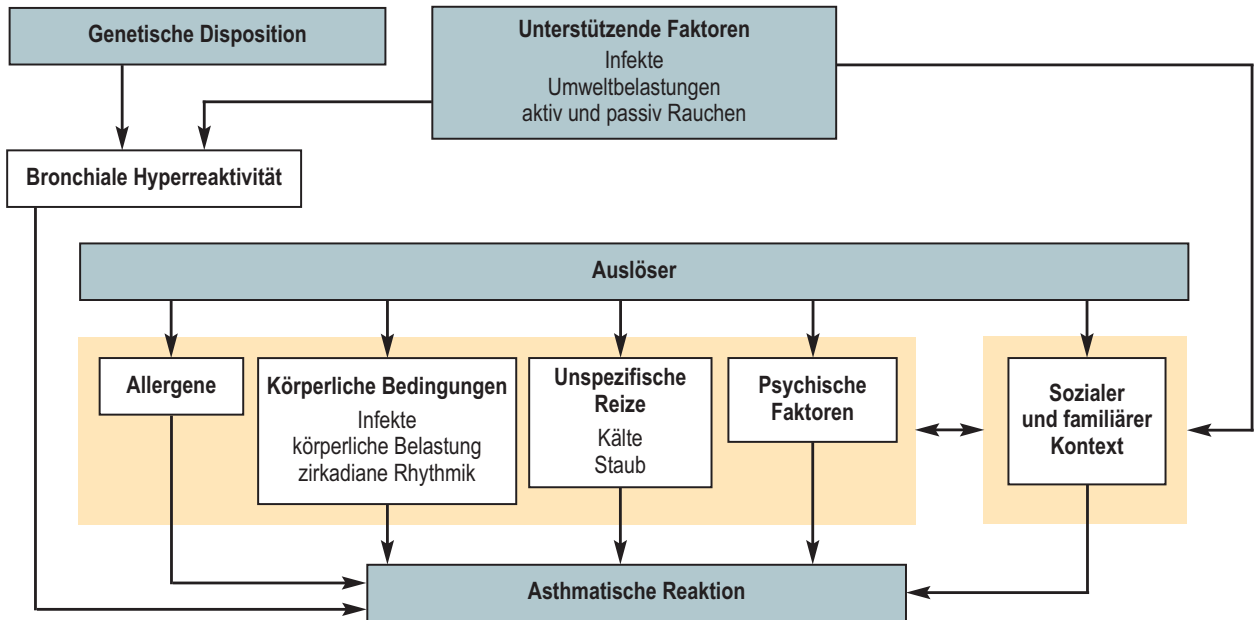 Genetische Disposition
Unterstützende Faktoren
Infekte
Umweltbelastungen
aktiv und passiv Rauchen
Bronchiale Hyperreaktivität
Auslöser
Allergene
Körperliche Bedingungen
Infekte
körperliche Belastung
zirkadiane Rhythmik
Unspezifische
Reize
Kälte
Staub
Psychische
Faktoren
Sozialer
und familiärer
Kontext
Asthmatische Reaktion